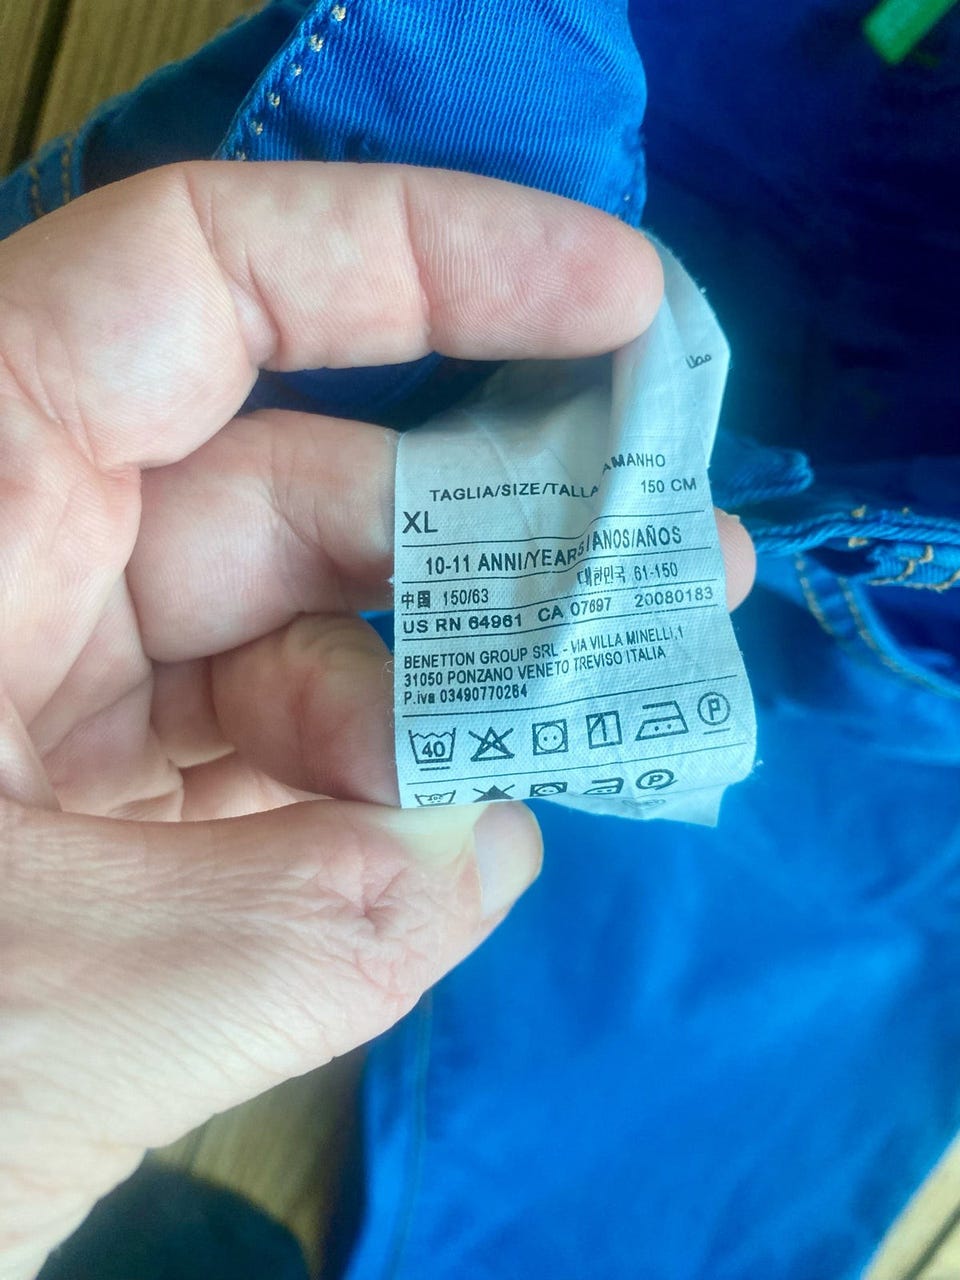 AMANHO
TAGLIA/SIZE/TALLA 150 CM
XL
10-11 ANNI/YEARS/ANOS/AÑOS
대한민국 61-150
中国 150/63
US RN 64961 CA 07697 20080183
BENETTON GROUP SRL - VIA VILLA MINELLI,1
31050 PONZANO VENETO TREVISO ITALIA
P.iva 03490770264
40 P
P